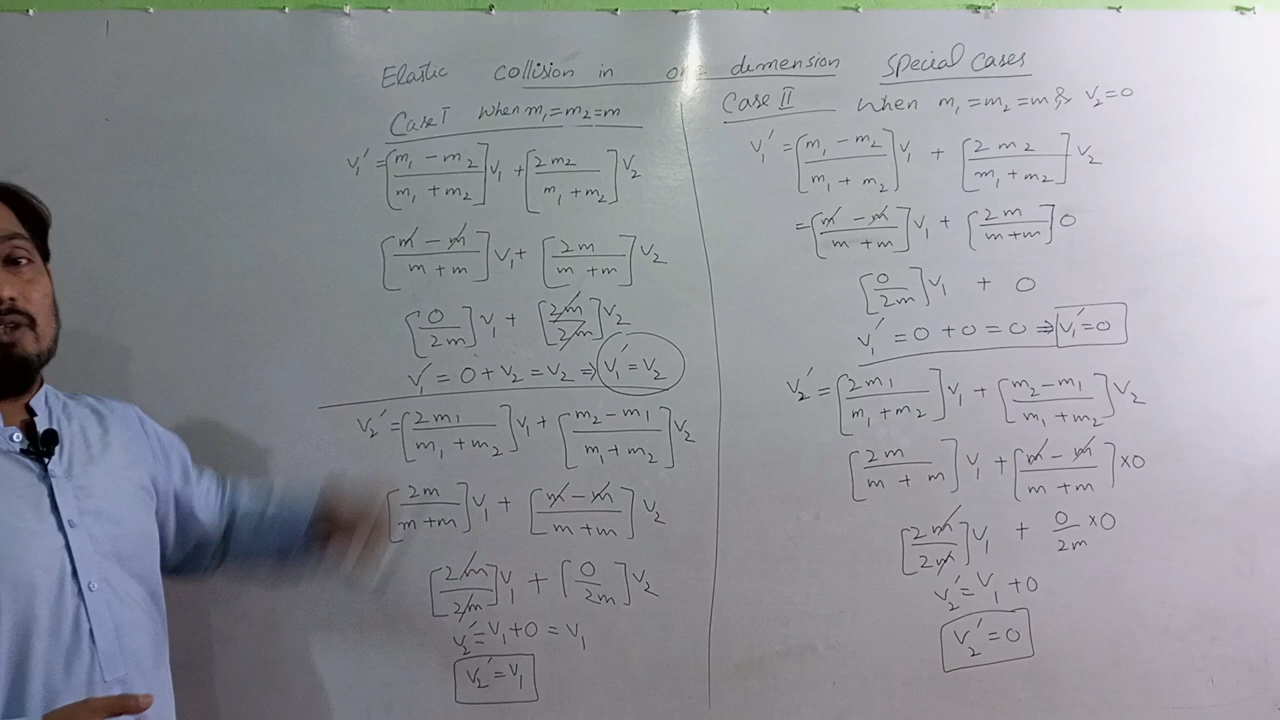 Elastic collision in one dimension special cases
Case I when m₁=m₂=m
v₁' = [m₁ - m₂ / m₁ + m₂] v₁ + [2m₂ / m₁ + m₂] v₂
[m - m / m + m] v₁ + [2m / m + m] v₂
[0 / 2m] v₁ + [2m / 2m] v₂
v₁' = 0 + v₂ = v₂ ⇒ v₁' = v₂
v₂' = [2m₁ / m₁ + m₂] v₁ + [m₂ - m₁ / m₁ + m₂] v₂
[2m / m + m] v₁ + [m - m / m + m] v₂
[2m / 2m] v₁ + [0 / 2m] v₂
v₂' = v₁ + 0 = v₁
v₂' = v₁
Case II when m₁ = m₂ = m & v₂ = 0
v₁' = [m₁ - m₂ / m₁ + m₂] v₁ + [2m₂ / m₁ + m₂] v₂
= [m - m / m + m] v₁ + [2m / m + m] 0
[0 / 2m] v₁ + 0
v₁' = 0 + 0 = 0 ⇒ v₁' = 0
v₂' = [2m₁ / m₁ + m₂] v₁ + [m₂ - m₁ / m₁ + m₂] v₂
[2m / m + m] v₁ + [m - m / m + m] × 0
[2m / 2m] v₁ + 0 / 2m × 0
v₂' = v₁ + 0
v₂' = 0